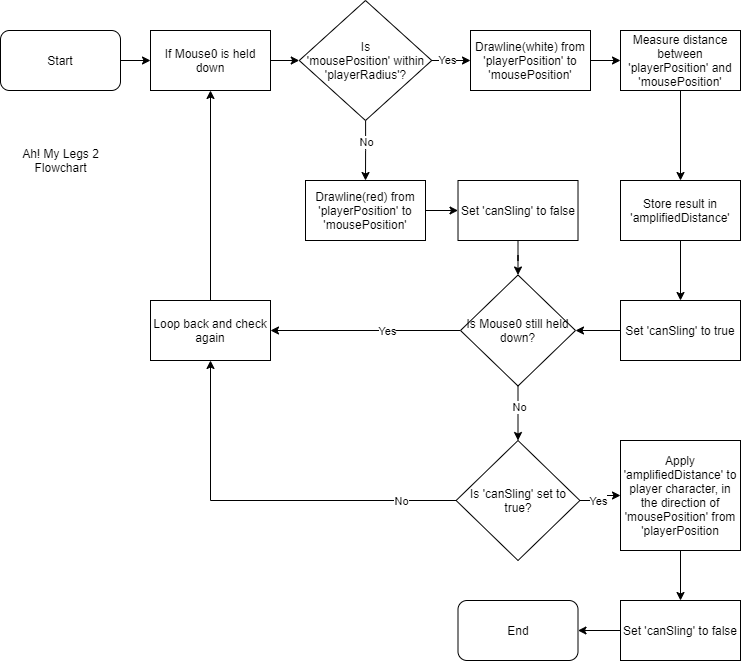 Start
If Mouse0 is held
down
Is
'mousePosition' within
'playerRadius'?
Yes
Drawline(white) from
'playerPosition' to
'mousePosition'
Measure distance
between
'playerPosition' and
'mousePosition'
Ah! My Legs 2
Flowchart
No
Drawline(red) from
'playerPosition' to
'mousePosition'
Set 'canSling' to false
Store result in
'amplifiedDistance'
Loop back and check
again
Yes
Is Mouse0 still held
down?
Set 'canSling' to true
No
No
Is 'canSling' set to
true?
Yes
Apply
'amplifiedDistance' to
player character, in
the direction of
'mousePosition' from
'playerPosition
End
Set 'canSling' to false